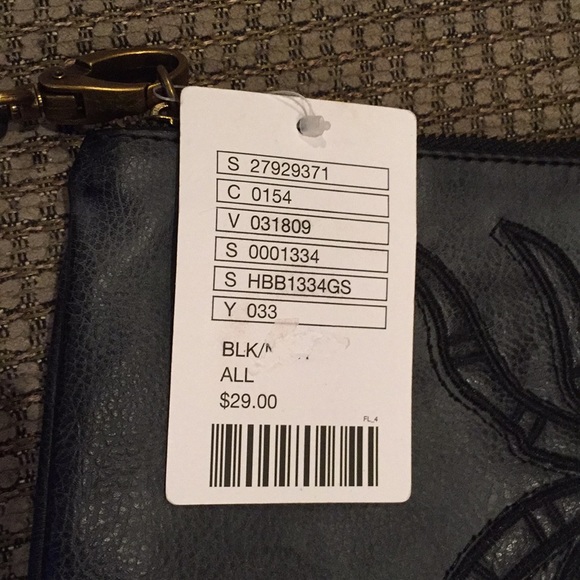 S 27929371
C 0154
V 031809
S 0001334
S HBB1334GS
Y 033
BLK/
ALL
$29.00
FL_4